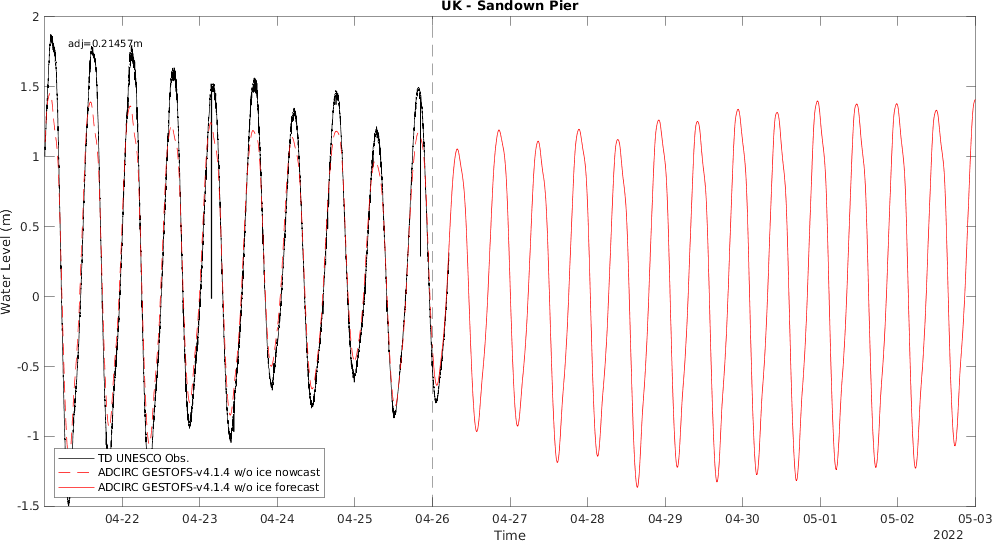 UK - Sandown Pier
adj=0.21457m
2
1.5
1
0.5
0
-0.5
-1
-1.5
Water Level (m)
TD UNESCO Obs.
ADCIRC GESTOFS-v4.1.4 w/o ice nowcast
ADCIRC GESTOFS-v4.1.4 w/o ice forecast
04-22 04-23 04-24 04-25 04-26 04-27 04-28 04-29 04-30 05-01 05-02 05-03
Time
2022